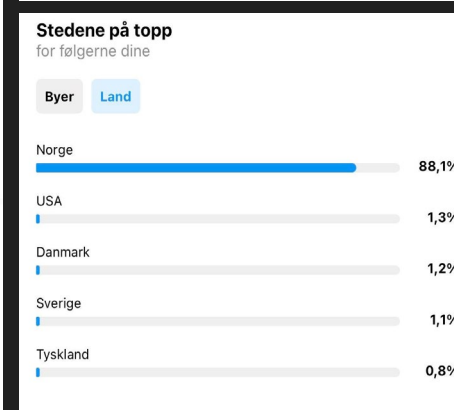 Stedene på topp
for følgerne dine
Byer Land
Norge
88,1%
USA
1,3%
Danmark
1,2%
Sverige
1,1%
Tyskland
0,8%